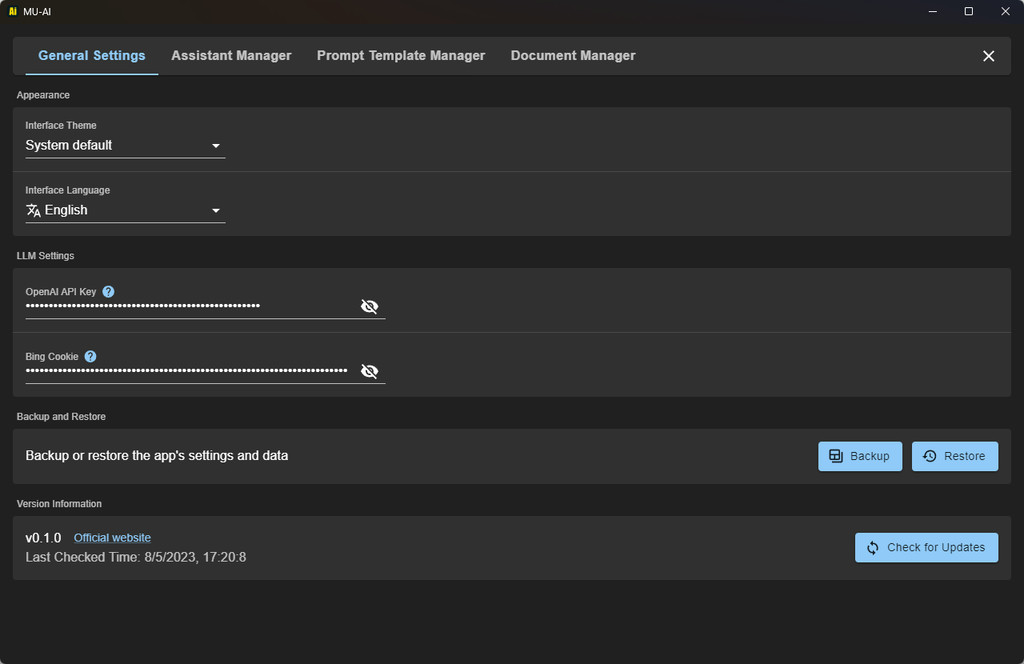 Ai MU-AI
General Settings Assistant Manager Prompt Template Manager Document Manager
Appearance
Interface Theme
System default
Interface Language
English
LLM Settings
OpenAI API Key ?
Bing Cookie ?
Backup and Restore
Backup or restore the app's settings and data Backup Restore
Version Information
v0.1.0 Official website
Last Checked Time: 8/5/2023, 17:20:8
Check for Updates